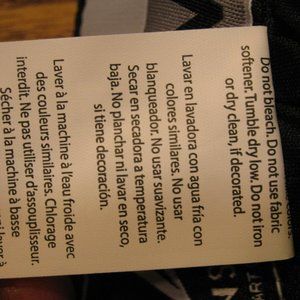 colors.
Do not bleach. Do not use fabric
softener. Tumble dry low. Do not iron
or dry clean, if decorated.
Lavar en lavadora con agua fría con
colores similares. No usar
blanqueador. No usar suavizante.
Secar en secadora a temperatura
baja. No planchar ni lavar en seco,
si tiene decoración.
Laver à la machine à l'eau froide avec
des couleurs similaires. Chlorage
interdit. Ne pas utiliser d'assouplisseur.
Sécher à la machine à basse